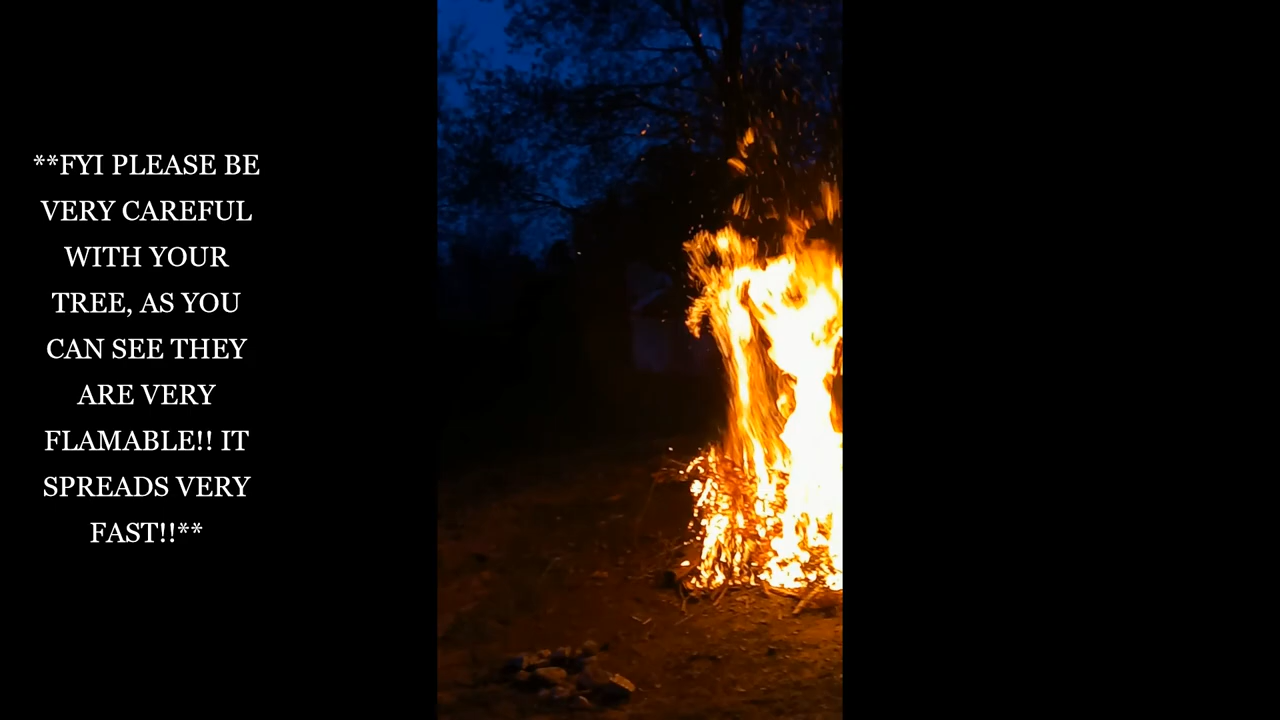 **FYI PLEASE BE
VERY CAREFUL
WITH YOUR
TREE, AS YOU
CAN SEE THEY
ARE VERY
FLAMABLE!! IT
SPREADS VERY
FAST!!**